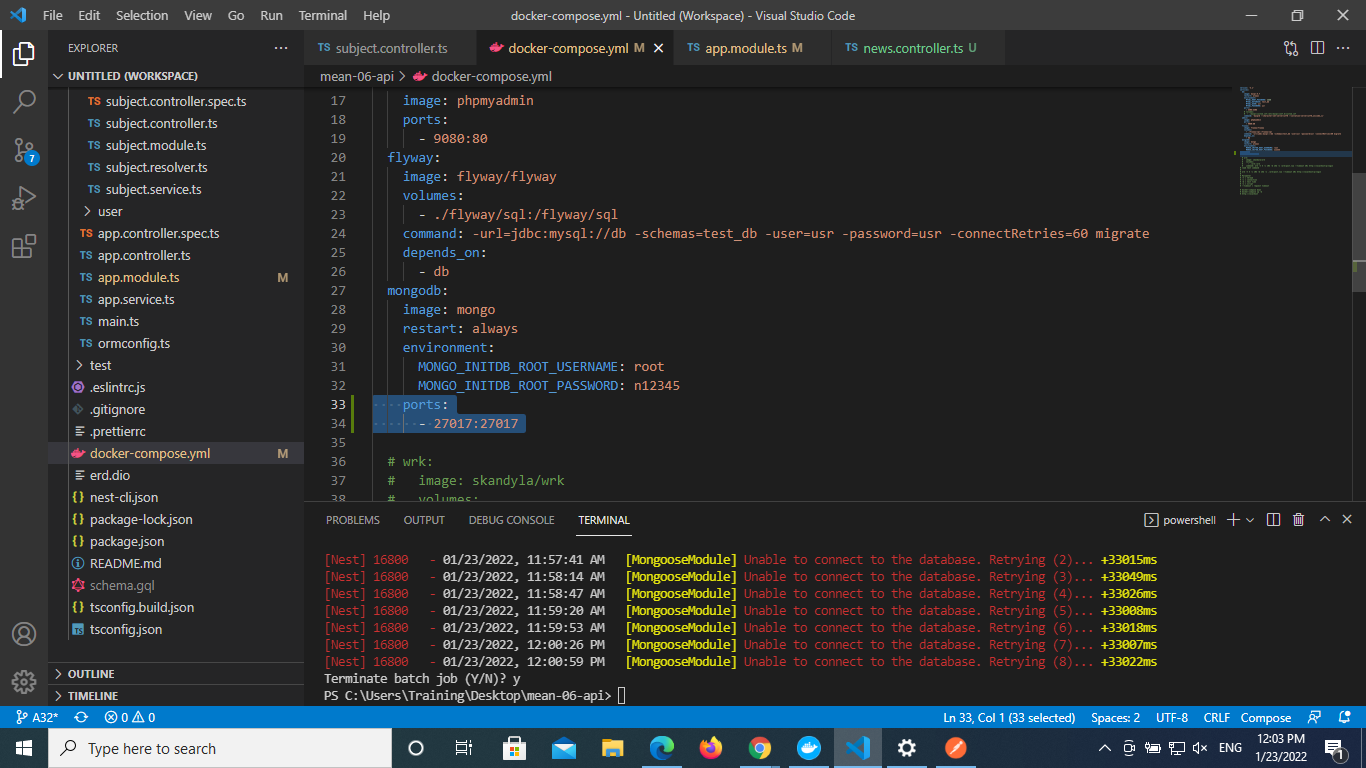 File Edit Selection View Go Run Terminal Help docker-compose.yml - Untitled (Workspace) - Visual Studio Code
EXPLORER
UNTITLED (WORKSPACE)
TS subject.controller.spec.ts
TS subject.controller.ts
TS subject.module.ts
TS subject.resolver.ts
TS subject.service.ts
user
TS app.controller.spec.ts
TS app.controller.ts
TS app.module.ts M
TS app.service.ts
TS main.ts
TS ormconfig.ts
test
.eslintrc.js
.gitignore
.prettierrc
docker-compose.yml M
erd.dio
{} nest-cli.json
{} package-lock.json
{} package.json
README.md
schema.gql
{} tsconfig.build.json
TS tsconfig.json
OUTLINE
TIMELINE
7
TS subject.controller.ts docker-compose.yml M TS app.module.ts M TS news.controller.ts U
mean-06-api > docker-compose.yml
17 image: phpmyadmin
18 ports:
19 - 9080:80
20 flyway:
21 image: flyway/flyway
22 volumes:
23 - ./flyway/sql:/flyway/sql
24 command: -url=jdbc:mysql://db -schemas=test_db -user=usr -password=usr -connectRetries=60 migrate
25 depends_on:
26 - db
27 mongodb:
28 image: mongo
29 restart: always
30 environment:
31 MONGO_INITDB_ROOT_USERNAME: root
32 MONGO_INITDB_ROOT_PASSWORD: n12345
33 ports:
34 - 27017:27017
35
36 # wrk:
37 # image: skandyla/wrk
38 # volumes:
PROBLEMS OUTPUT DEBUG CONSOLE TERMINAL powershell
[Nest] 16800 - 01/23/2022, 11:57:41 AM [MongooseModule] Unable to connect to the database. Retrying (2)... +33015ms
[Nest] 16800 - 01/23/2022, 11:58:14 AM [MongooseModule] Unable to connect to the database. Retrying (3)... +33049ms
[Nest] 16800 - 01/23/2022, 11:58:47 AM [MongooseModule] Unable to connect to the database. Retrying (4)... +33026ms
[Nest] 16800 - 01/23/2022, 11:59:20 AM [MongooseModule] Unable to connect to the database. Retrying (5)... +33008ms
[Nest] 16800 - 01/23/2022, 11:59:53 AM [MongooseModule] Unable to connect to the database. Retrying (6)... +33018ms
[Nest] 16800 - 01/23/2022, 12:00:26 PM [MongooseModule] Unable to connect to the database. Retrying (7)... +33007ms
[Nest] 16800 - 01/23/2022, 12:00:59 PM [MongooseModule] Unable to connect to the database. Retrying (8)... +33022ms
Terminate batch job (Y/N)? y
PS C:\Users\Training\Desktop\mean-06-api>
A32* 0 0 Ln 33, Col 1 (33 selected) Spaces: 2 UTF-8 CRLF Compose
Type here to search
ENG
12:03 PM
1/23/2022
1